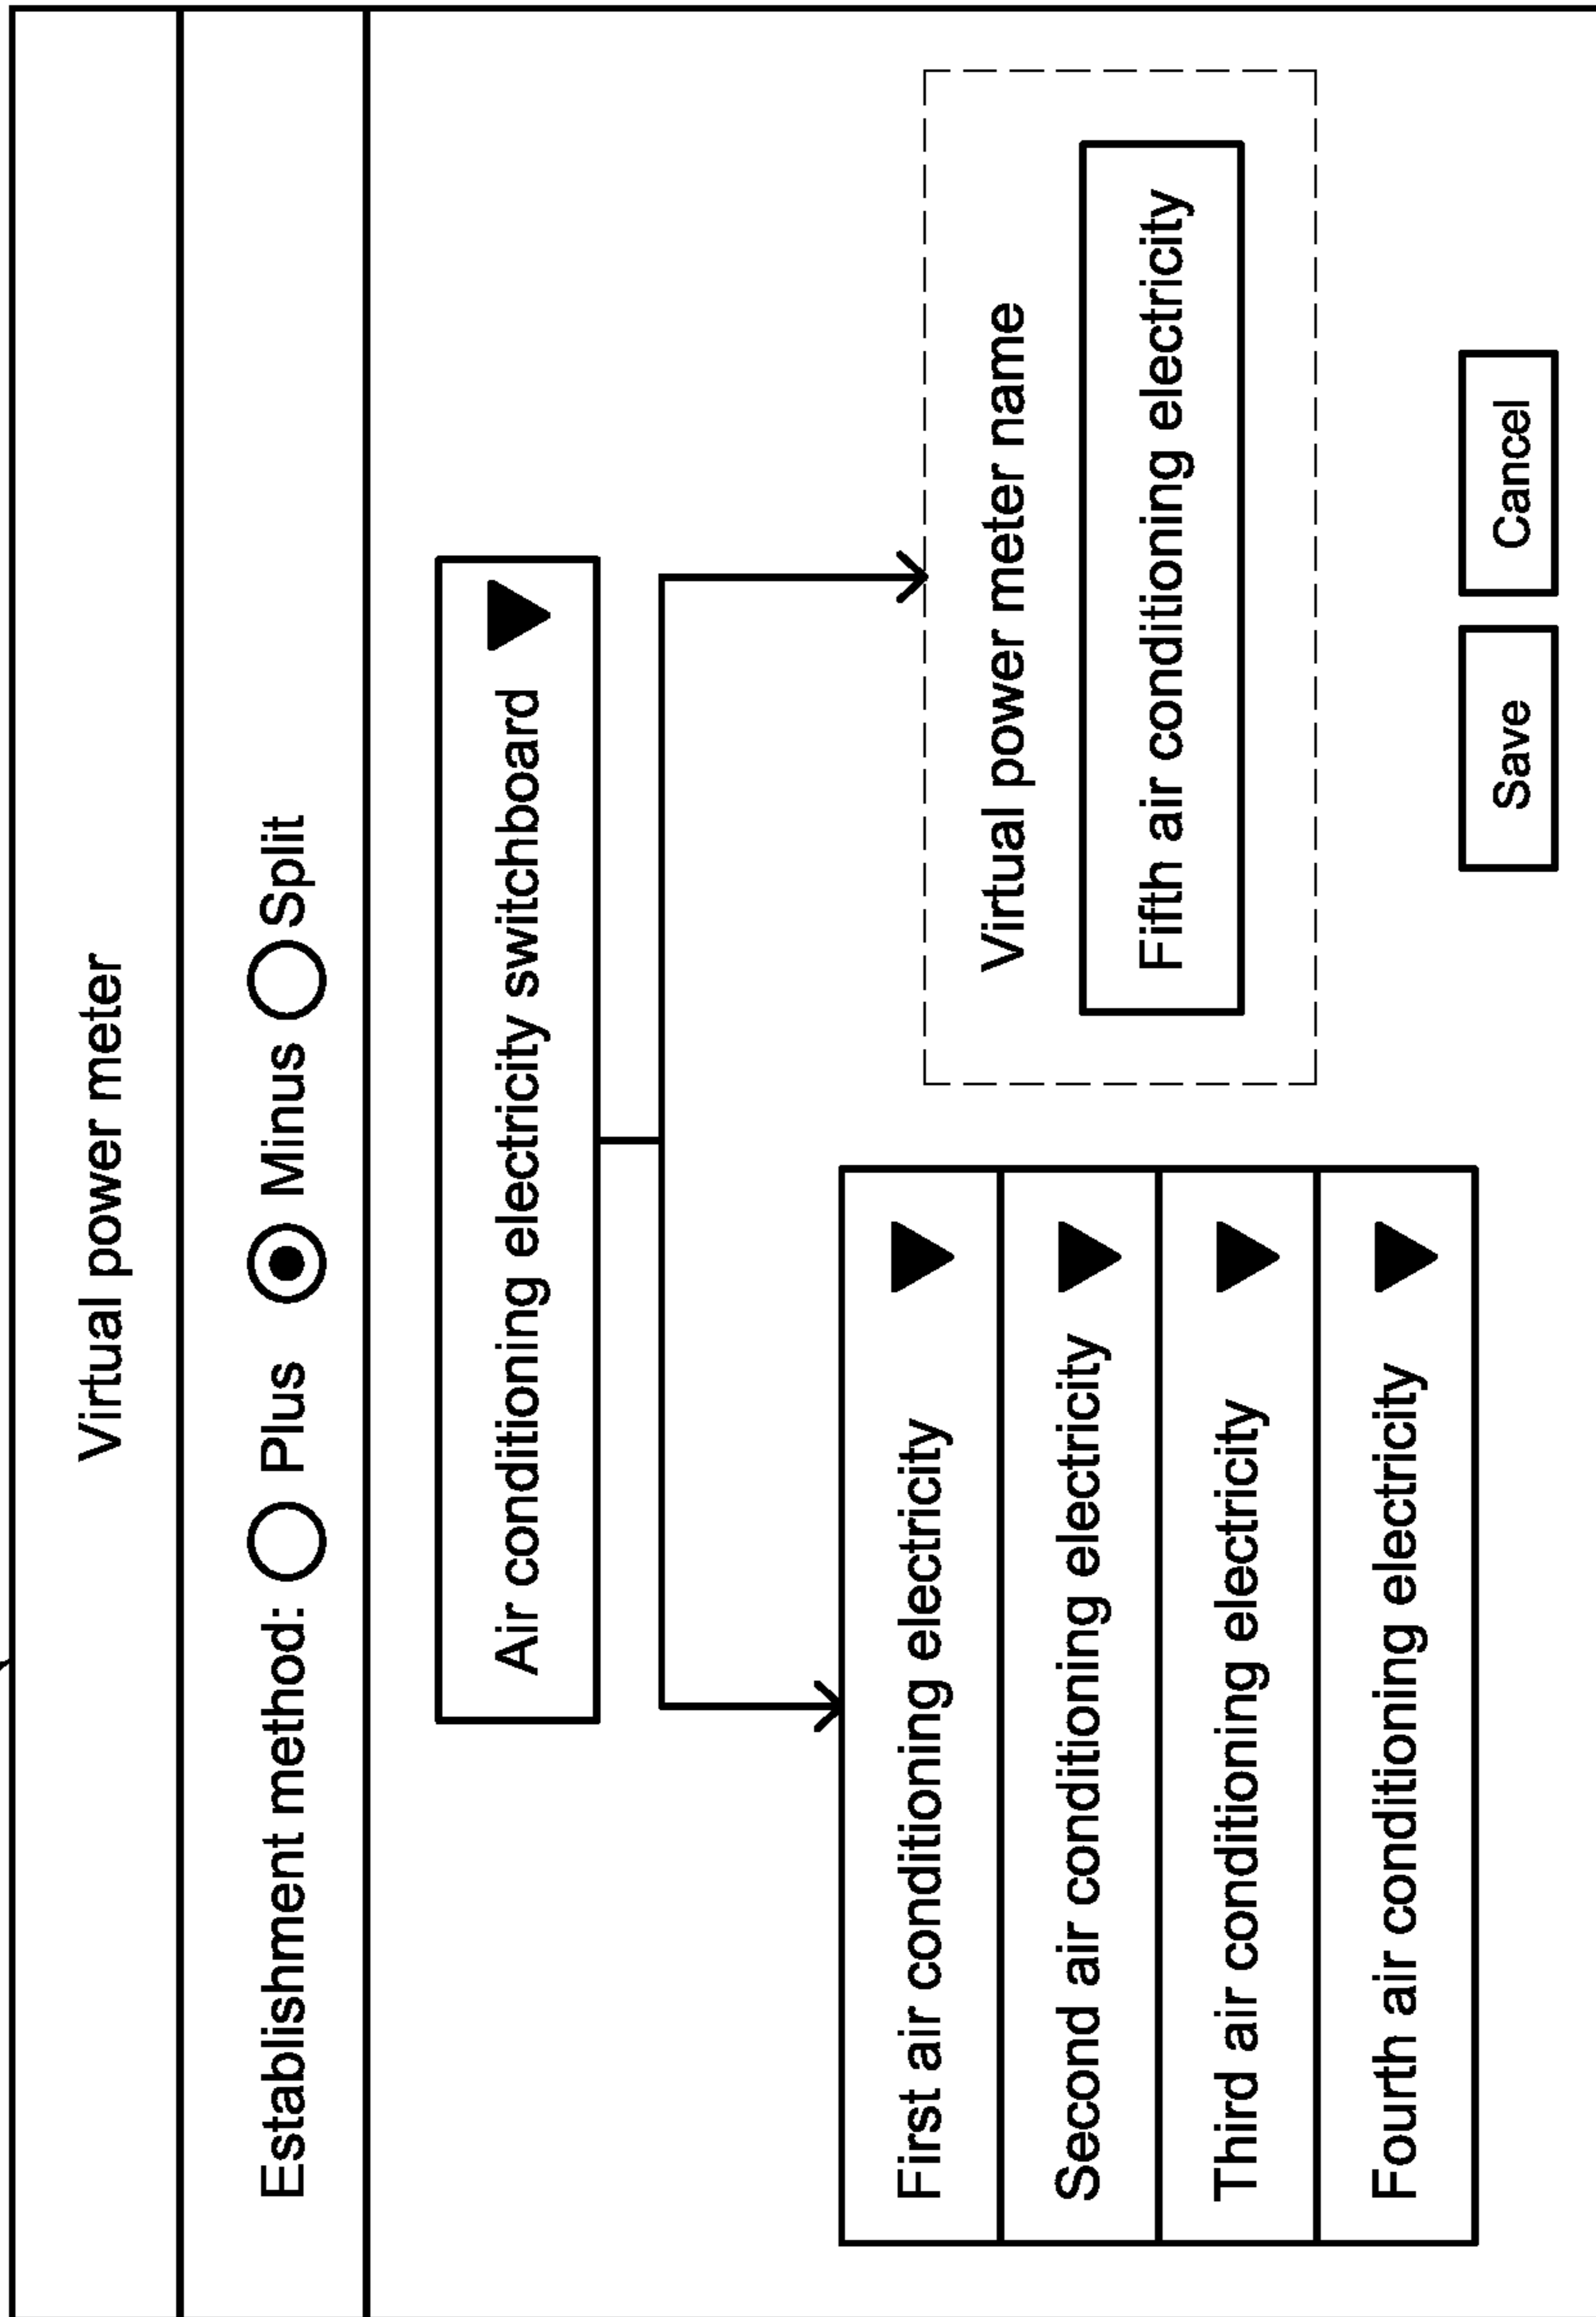 Virtual power meter
Establishment method: Plus Minus Split
Air conditioning electricity switchboard
First air conditioning electricity
Second air conditioning electricity
Third air conditioning electricity
Fourth air conditioning electricity
Virtual power meter name
Fifth air conditioning electricity
Save Cancel